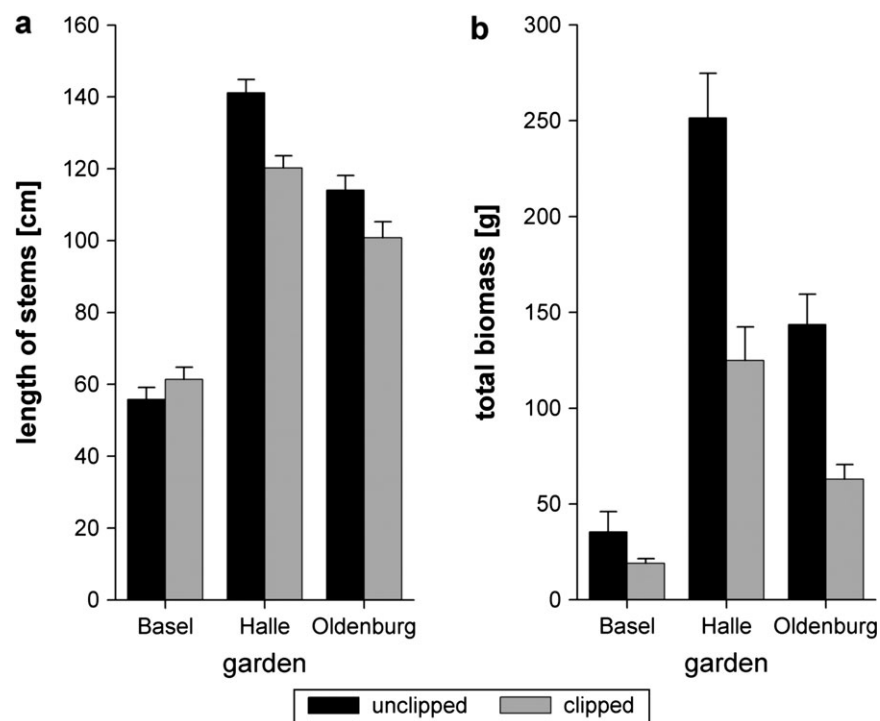 a
length of stems [cm]
160
140
120
100
80
60
40
20
0
Basel Halle Oldenburg
garden
b
total biomass [g]
300
250
200
150
100
50
0
Basel Halle Oldenburg
garden
unclipped clipped